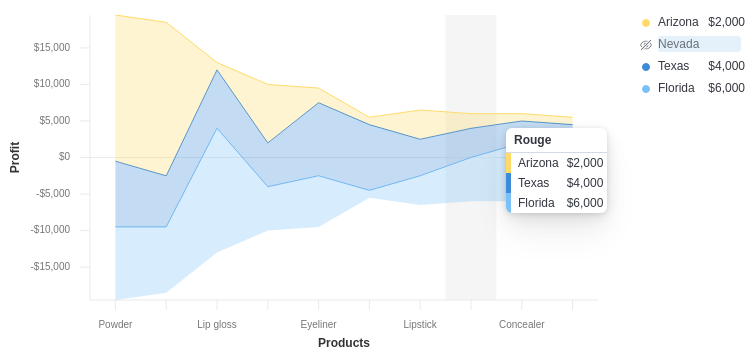 Profit
$15,000
$10,000
$5,000
$0
-$5,000
-$10,000
-$15,000
Powder
Lip gloss
Eyeliner
Lipstick
Concealer
Products
Rouge
Arizona $2,000
Texas $4,000
Florida $6,000
Arizona $2,000
Nevada
Texas $4,000
Florida $6,000